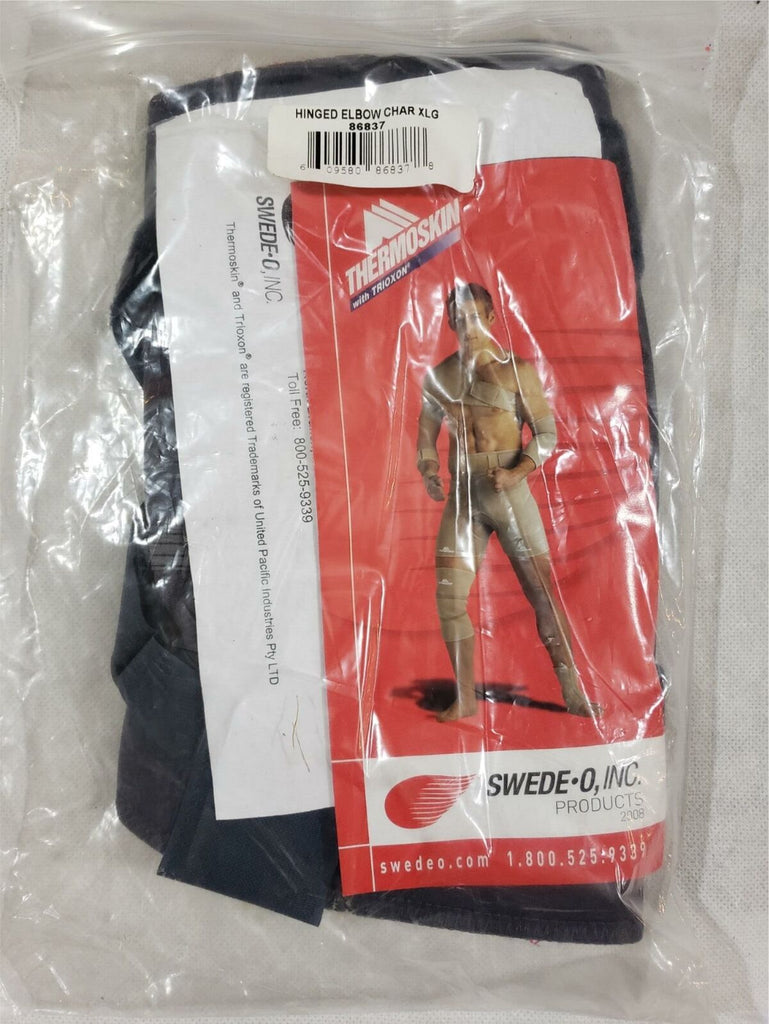 HINGED ELBOW CHAR XLG
86837
6 09580 86837 8
THERMOSKIN
with TRIOXON®
SWEDE•O, INC.
Thermoskin® and Trioxon® are registered Trademarks of United Pacific Industries Pty LTD
Toll Free: 800-525-9339
SWEDE•O, INC.
PRODUCTS
2008
swedeo.com 1.800.525.9339